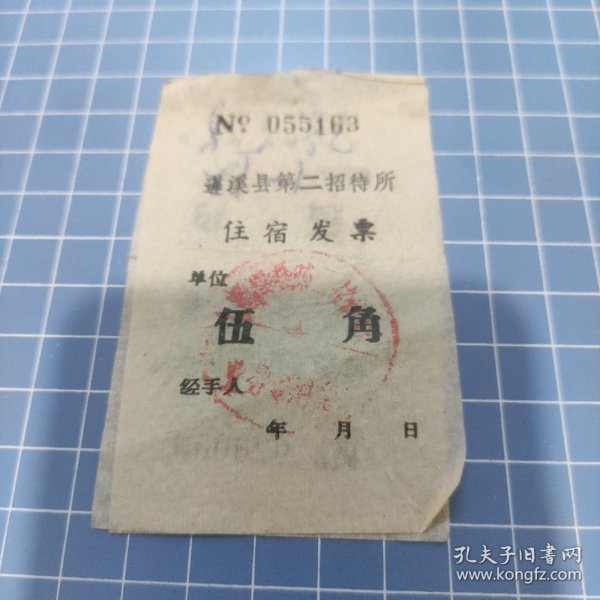 № 055163
遂溪县第二招待所
住宿发票
单位
伍 角
经手人
年 月 日
孔夫子旧书网
www.kongfz.com